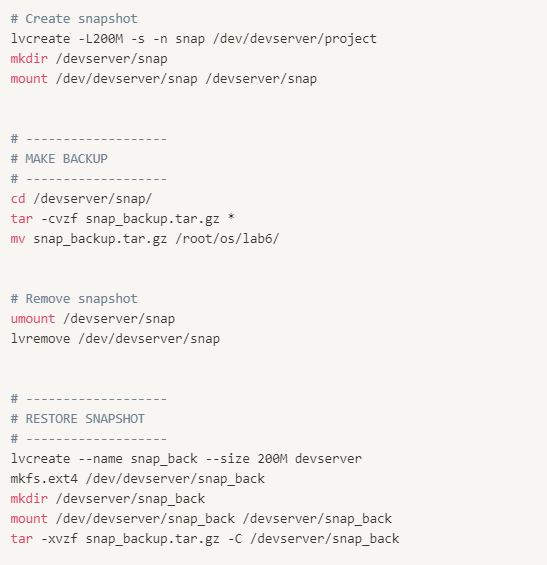 # Create snapshot
lvcreate -L200M -s -n snap /dev/devserver/project
mkdir /devserver/snap
mount /dev/devserver/snap /devserver/snap
# -------------------
# MAKE BACKUP
# -------------------
cd /devserver/snap/
tar -cvzf snap_backup.tar.gz *
mv snap_backup.tar.gz /root/os/lab6/
# Remove snapshot
umount /devserver/snap
lvremove /dev/devserver/snap
# -------------------
# RESTORE SNAPSHOT
# -------------------
lvcreate --name snap_back --size 200M devserver
mkfs.ext4 /dev/devserver/snap_back
mkdir /devserver/snap_back
mount /dev/devserver/snap_back /devserver/snap_back
tar -xvzf snap_backup.tar.gz -C /devserver/snap_back